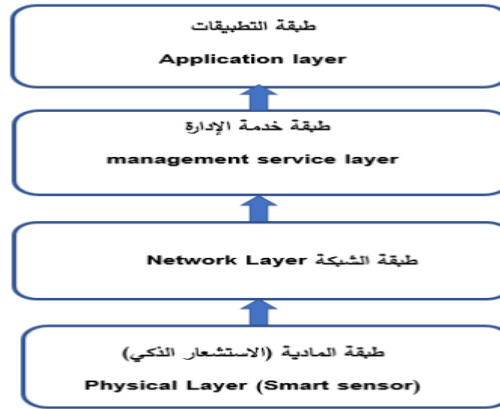 طبقة التطبيقات
Application layer
طبقة خدمة الإدارة
management service layer
طبقة الشبكة Network Layer
طبقة المادية (الاستشعار الذكي)
Physical Layer (Smart sensor)